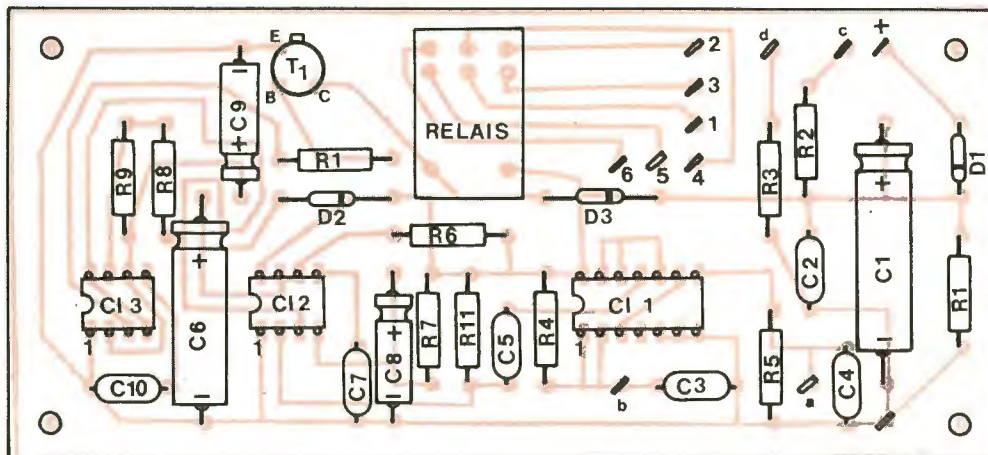 E
T1
B
C
-
C9
+
RELAIS
2
3
1
6
5
4
d
c
+
R9
R8
R1
D2
D3
R3
R2
+
C1
-
D1
R6
C2
R1
CI 3
1
+
C6
-
CI 2
1
C8 +
R7
R11
C5
R4
CI 1
1
C10
C7
b
C3
R5
a
C4